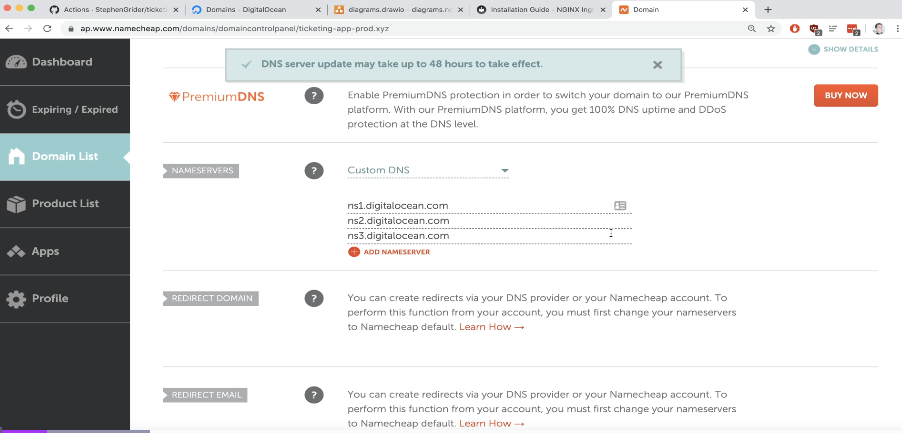 Actions · StephenGrider/ticketi
Domains – DigitalOcean
diagrams.drawio - diagrams.ne
Installation Guide - NGINX Ing
Domain
ap.www.namecheap.com/domains/domaincontrolpanel/ticketing-app-prod.xyz
SHOW DETAILS
DNS server update may take up to 48 hours to take effect.
Dashboard
Expiring / Expired
Domain List
Product List
Apps
Profile
PremiumDNS
?
Enable PremiumDNS protection in order to switch your domain to our PremiumDNS
platform. With our PremiumDNS platform, you get 100% DNS uptime and DDoS
protection at the DNS level.
BUY NOW
NAMESERVERS
?
Custom DNS
ns1.digitalocean.com
ns2.digitalocean.com
ns3.digitalocean.com
ADD NAMESERVER
REDIRECT DOMAIN
?
You can create redirects via your DNS provider or your Namecheap account. To
perform this function from your account, you must first change your nameservers
to Namecheap default. Learn How →
REDIRECT EMAIL
?
You can create redirects via your DNS provider or your Namecheap account. To
perform this function from your account, you must first change your nameservers
to Namecheap default. Learn How →